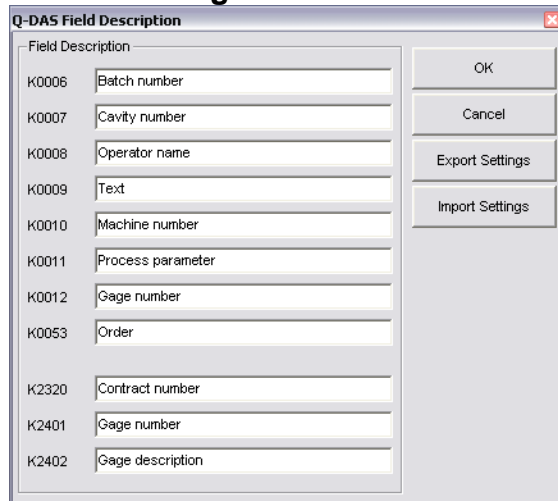 Q-DAS Field Description
Field Description
K0006 Batch number
K0007 Cavity number
K0008 Operator name
K0009 Text
K0010 Machine number
K0011 Process parameter
K0012 Gage number
K0053 Order
K2320 Contract number
K2401 Gage number
K2402 Gage description
OK
Cancel
Export Settings
Import Settings